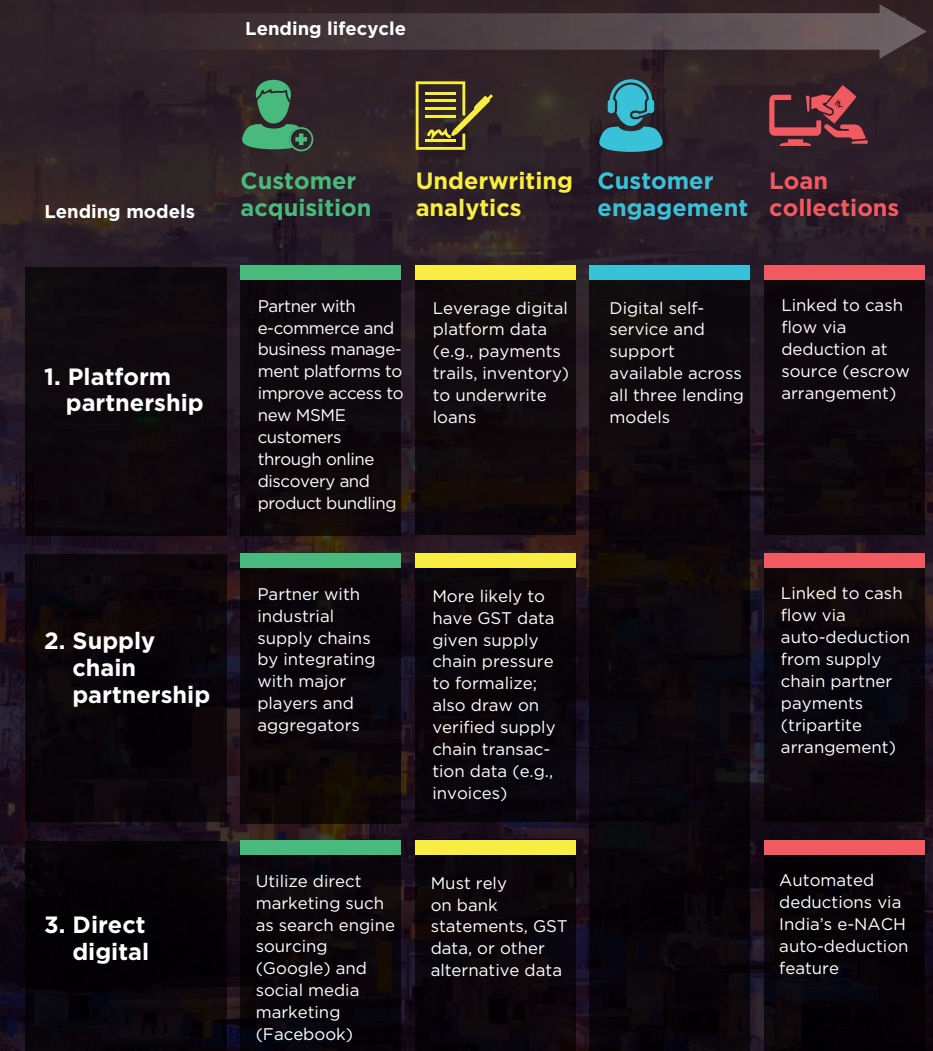 Lending lifecycle
Customer
acquisition
Underwriting
analytics
Customer
engagement
Loan
collections
Lending models
1. Platform
partnership
Partner with
e-commerce and
business manage-
ment platforms to
improve access to
new MSME
customers
through online
discovery and
product bundling
Leverage digital
platform data
(e.g., payments
trails, inventory)
to underwrite
loans
Digital self-
service and
support
available across
all three lending
models
Linked to cash
flow via
deduction at
source (escrow
arrangement)
2. Supply
chain
partnership
Partner with
industrial
supply chains
by integrating
with major
players and
aggregators
More likely to
have GST data
given supply
chain pressure
to formalize;
also draw on
verified supply
chain transac-
tion data (e.g.,
invoices)
Linked to cash
flow via
auto-deduction
from supply
chain partner
payments
(tripartite
arrangement)
3. Direct
digital
Utilize direct
marketing such
as search engine
sourcing
(Google) and
social media
marketing
(Facebook)
Must rely
on bank
statements, GST
data, or other
alternative data
Automated
deductions via
India's e-NACH
auto-deduction
feature